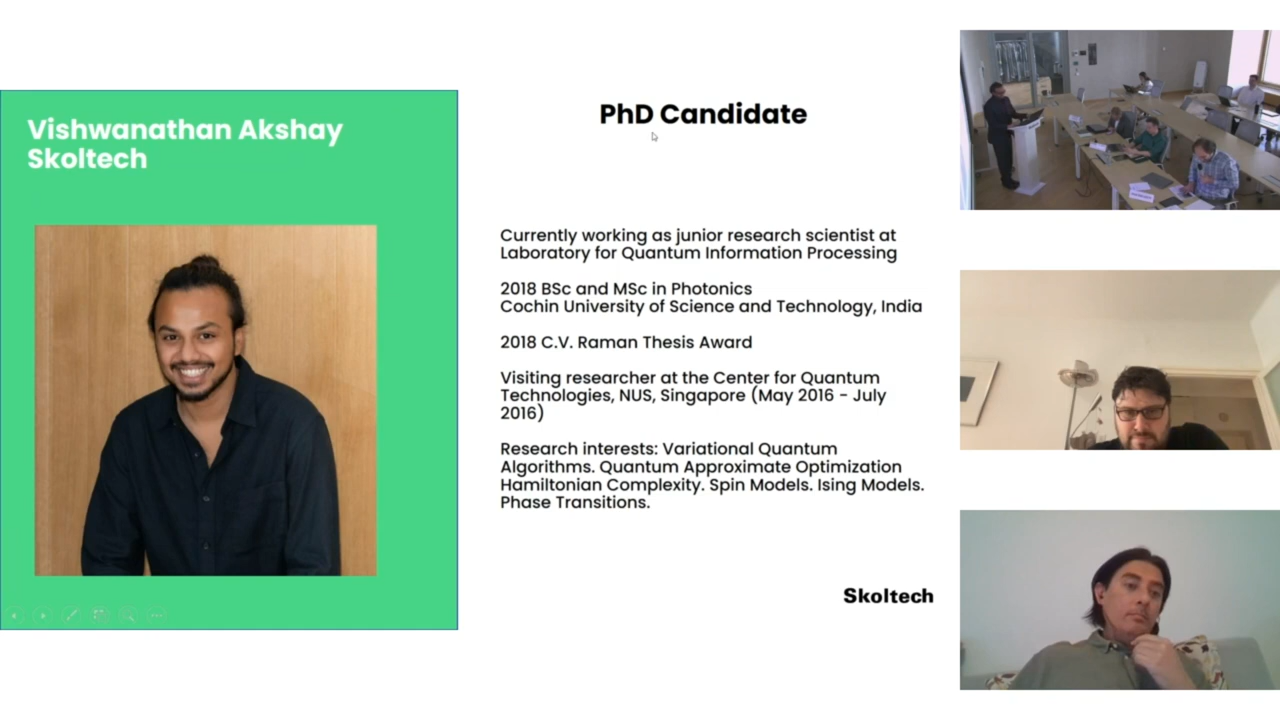 Vishwanathan Akshay
Skoltech
PhD Candidate
Currently working as junior research scientist at
Laboratory for Quantum Information Processing
2018 BSc and MSc in Photonics
Cochin University of Science and Technology, India
2018 C.V. Raman Thesis Award
Visiting researcher at the Center for Quantum
Technologies, NUS, Singapore (May 2016 - July
2016)
Research interests: Variational Quantum
Algorithms. Quantum Approximate Optimization
Hamiltonian Complexity. Spin Models. Ising Models.
Phase Transitions.
Skoltech